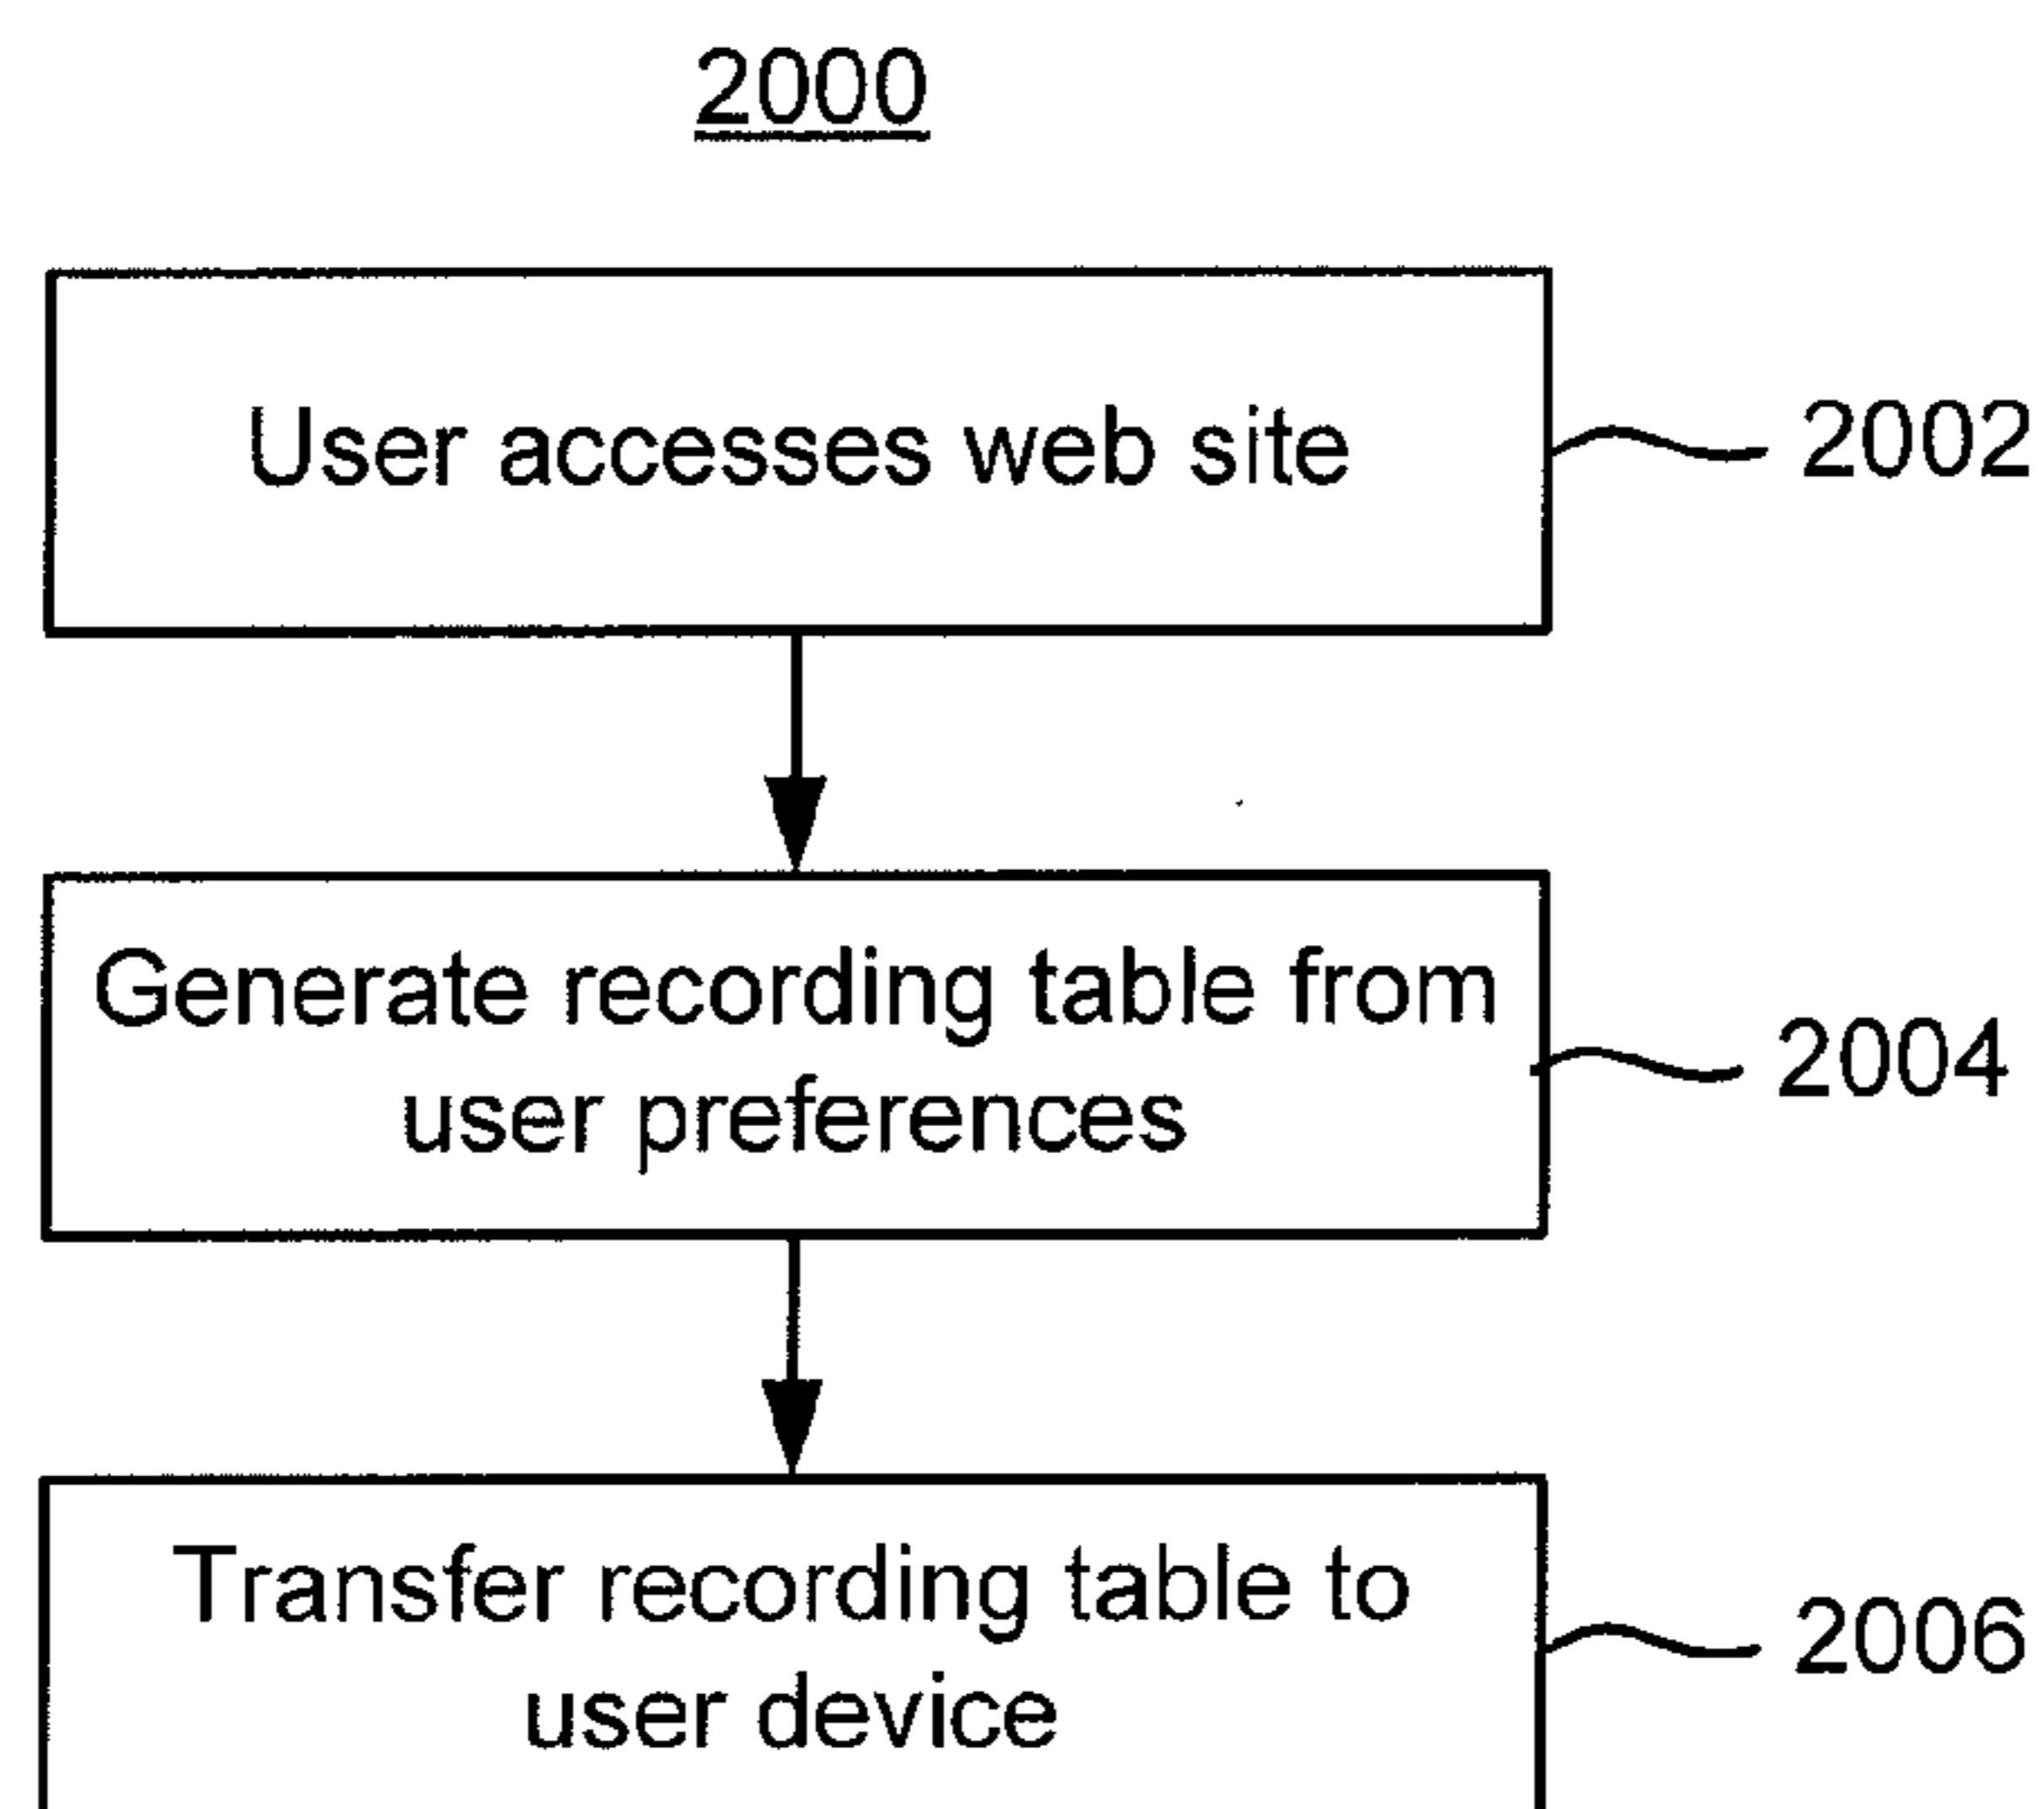 2000
User accesses web site
2002
Generate recording table from
user preferences
2004
Transfer recording table to
user device
2006